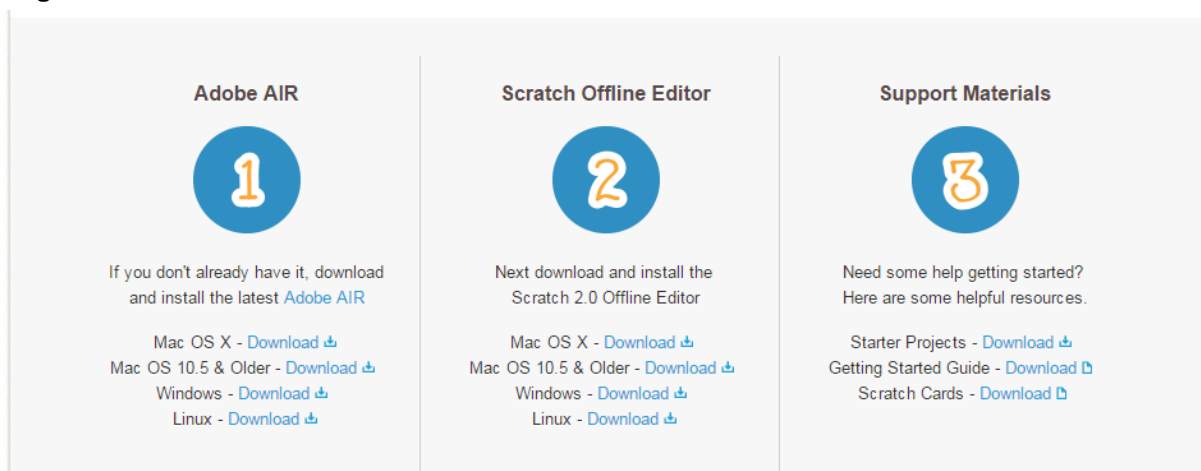 Adobe AIR
1
If you don't already have it, download
and install the latest Adobe AIR
Mac OS X - Download
Mac OS 10.5 & Older - Download
Windows - Download
Linux - Download
Scratch Offline Editor
2
Next download and install the
Scratch 2.0 Offline Editor
Mac OS X - Download
Mac OS 10.5 & Older - Download
Windows - Download
Linux - Download
Support Materials
3
Need some help getting started?
Here are some helpful resources.
Starter Projects - Download
Getting Started Guide - Download
Scratch Cards - Download